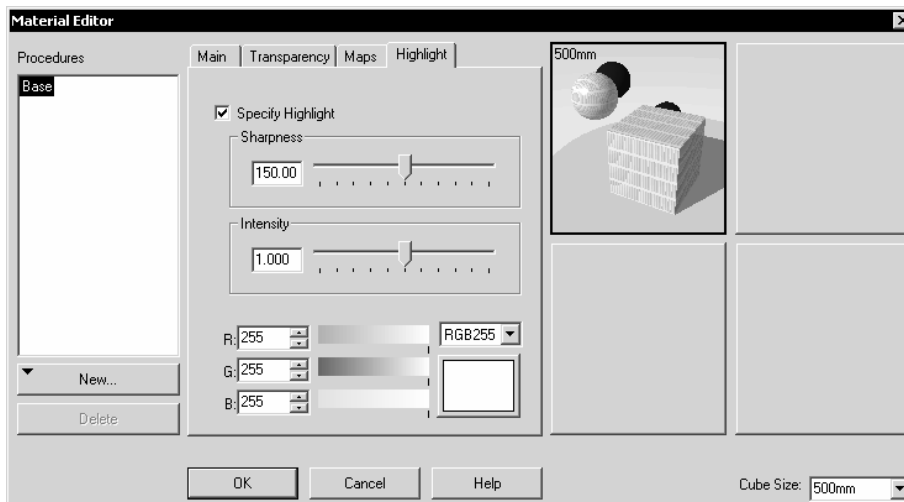 Material Editor
Procedures
Base
New...
Delete
Main
Transparency
Maps
Highlight
Specify Highlight
Sharpness
150.00
Intensity
1.000
R: 255
G: 255
B: 255
RGB255
500mm
OK
Cancel
Help
Cube Size: 500mm